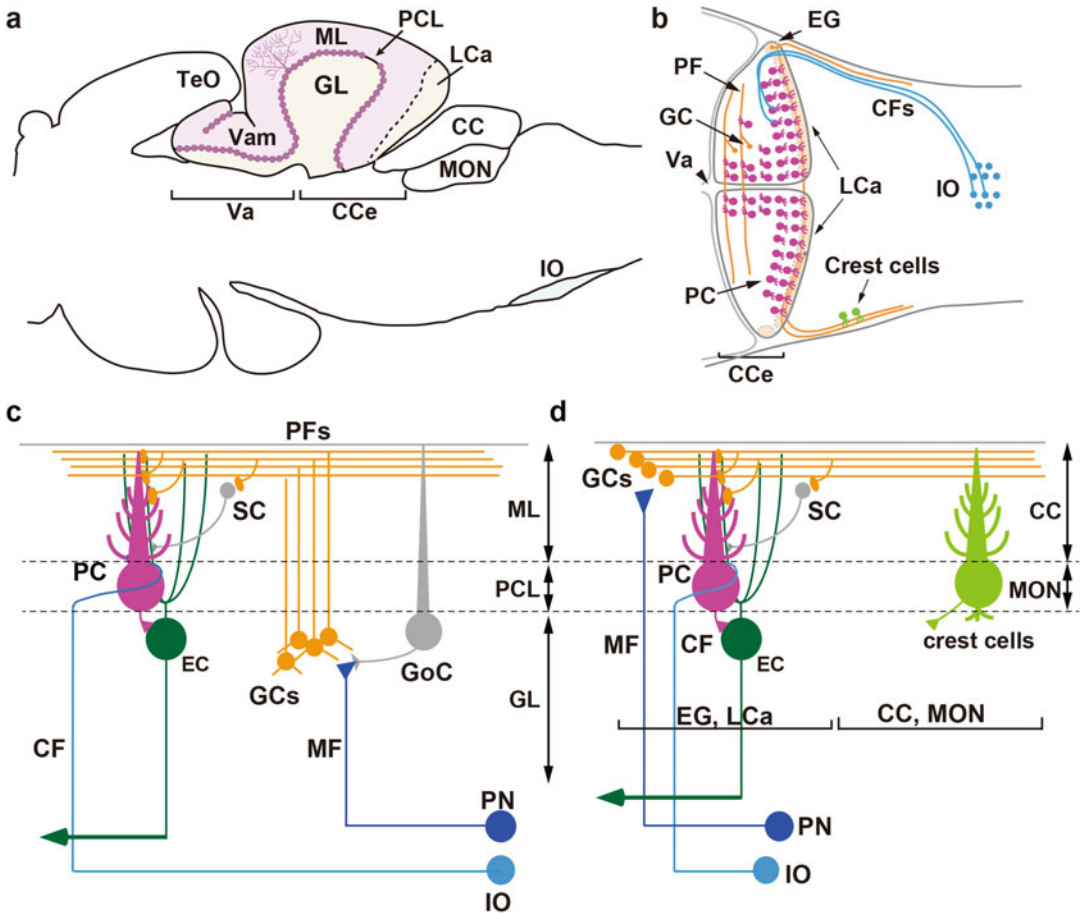 a
PCL
ML
LCa
TeO
GL
CC
Vam
MON
Va
CCe
IO
b
EG
PF
CFs
GC
Va
LCa
IO
Crest cells
PC
CCe
c
PFs
SC
ML
PC
PCL
EC
GoC
GCs
GL
CF
MF
PN
IO
d
GCs
SC
CC
PC
MON
MF
CF
EC
crest cells
EG, LCa
CC, MON
PN
IO